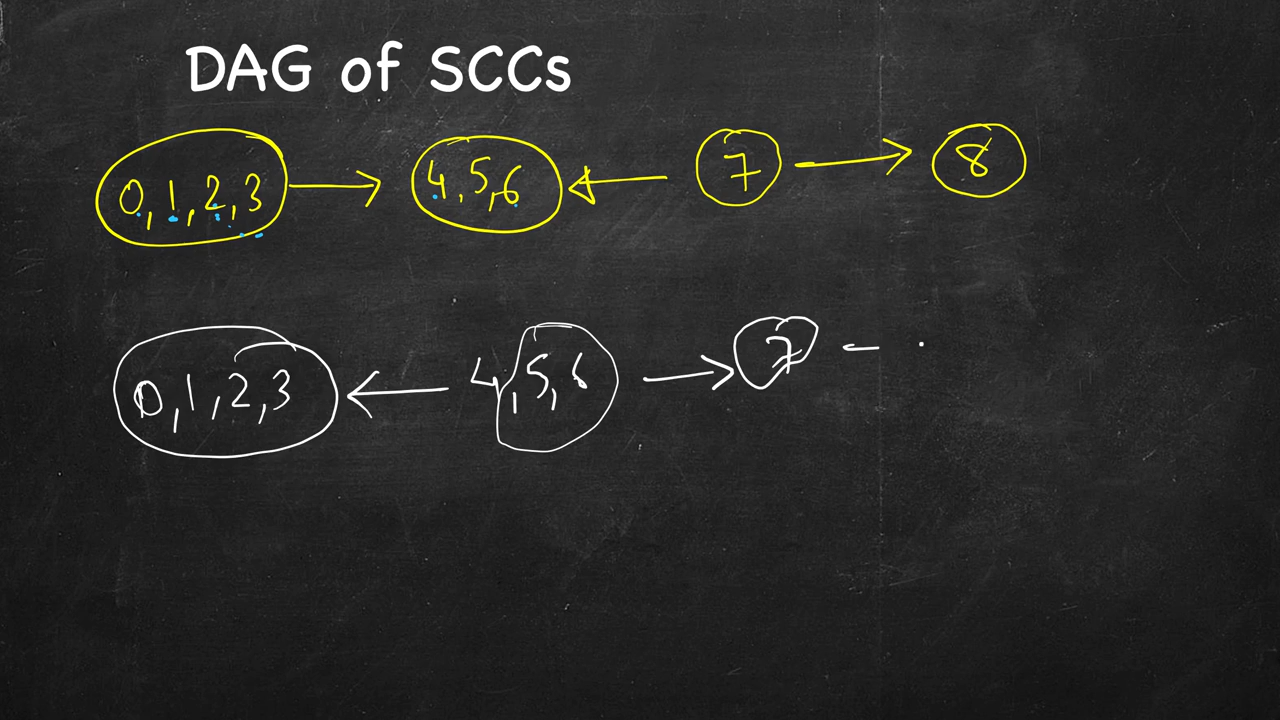 DAG of SCCs
0,1,2,3 → 4,5,6 ← 7 → 8
0,1,2,3 ← 4,5,6 → 7 -